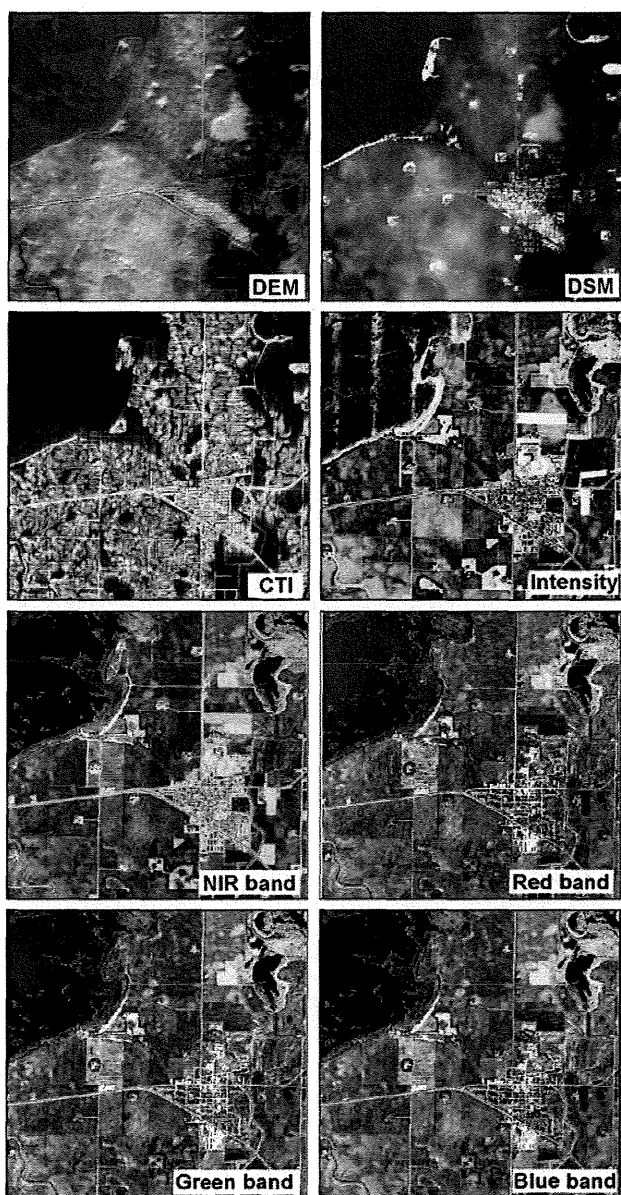 DEM
DSM
CTI
Intensity
NIR band
Red band
Green band
Blue band